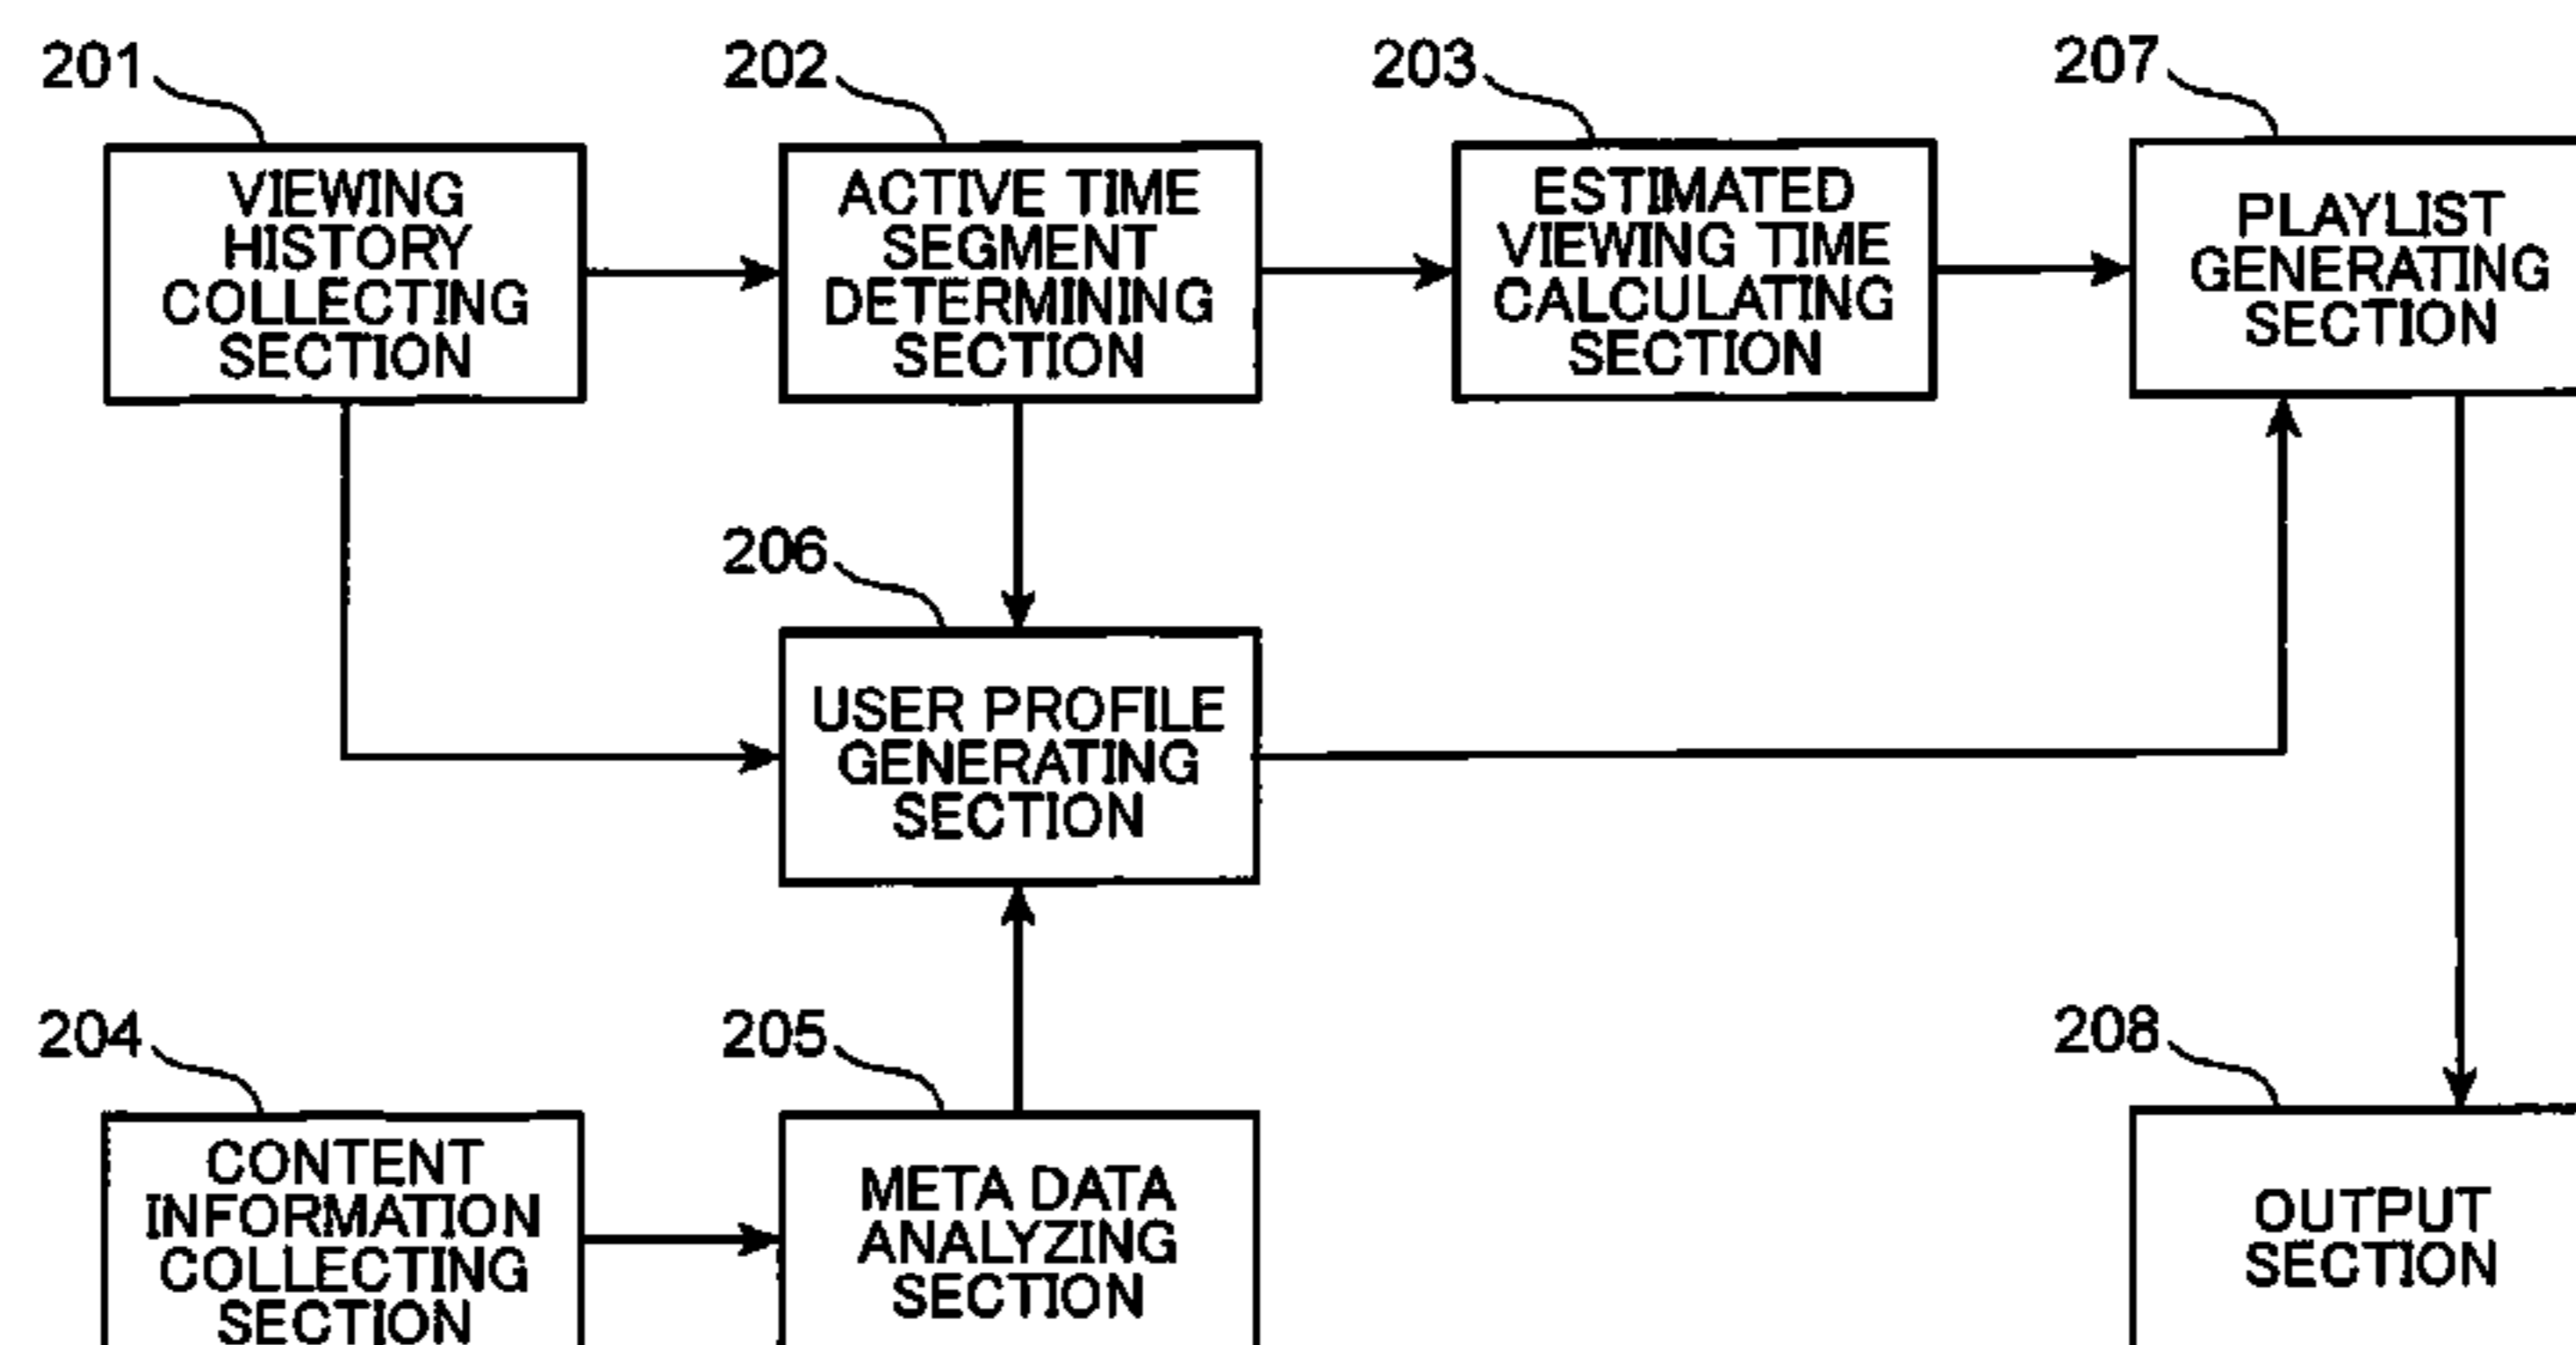 201
VIEWING
HISTORY
COLLECTING
SECTION
202
ACTIVE TIME
SEGMENT
DETERMINING
SECTION
203
ESTIMATED
VIEWING TIME
CALCULATING
SECTION
207
PLAYLIST
GENERATING
SECTION
206
USER PROFILE
GENERATING
SECTION
204
CONTENT
INFORMATION
COLLECTING
SECTION
205
META DATA
ANALYZING
SECTION
208
OUTPUT
SECTION